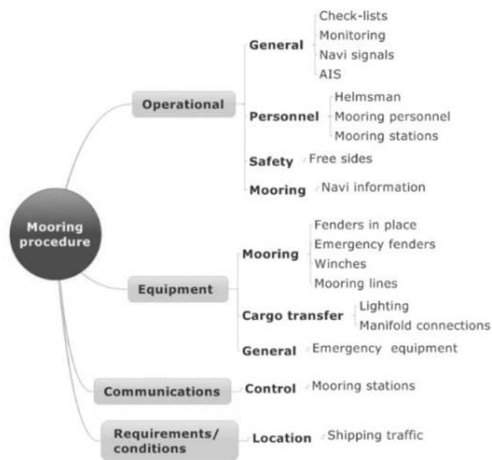 Mooring
procedure
Operational
General
Check-lists
Monitoring
Navi signals
AIS
Personnel
Helmsman
Mooring personnel
Mooring stations
Safety
Free sides
Mooring
Navi information
Equipment
Mooring
Fenders in place
Emergency fenders
Winches
Mooring lines
Cargo transfer
Lighting
Manifold connections
General
Emergency equipment
Communications
Control
Mooring stations
Requirements/
conditions
Location
Shipping traffic